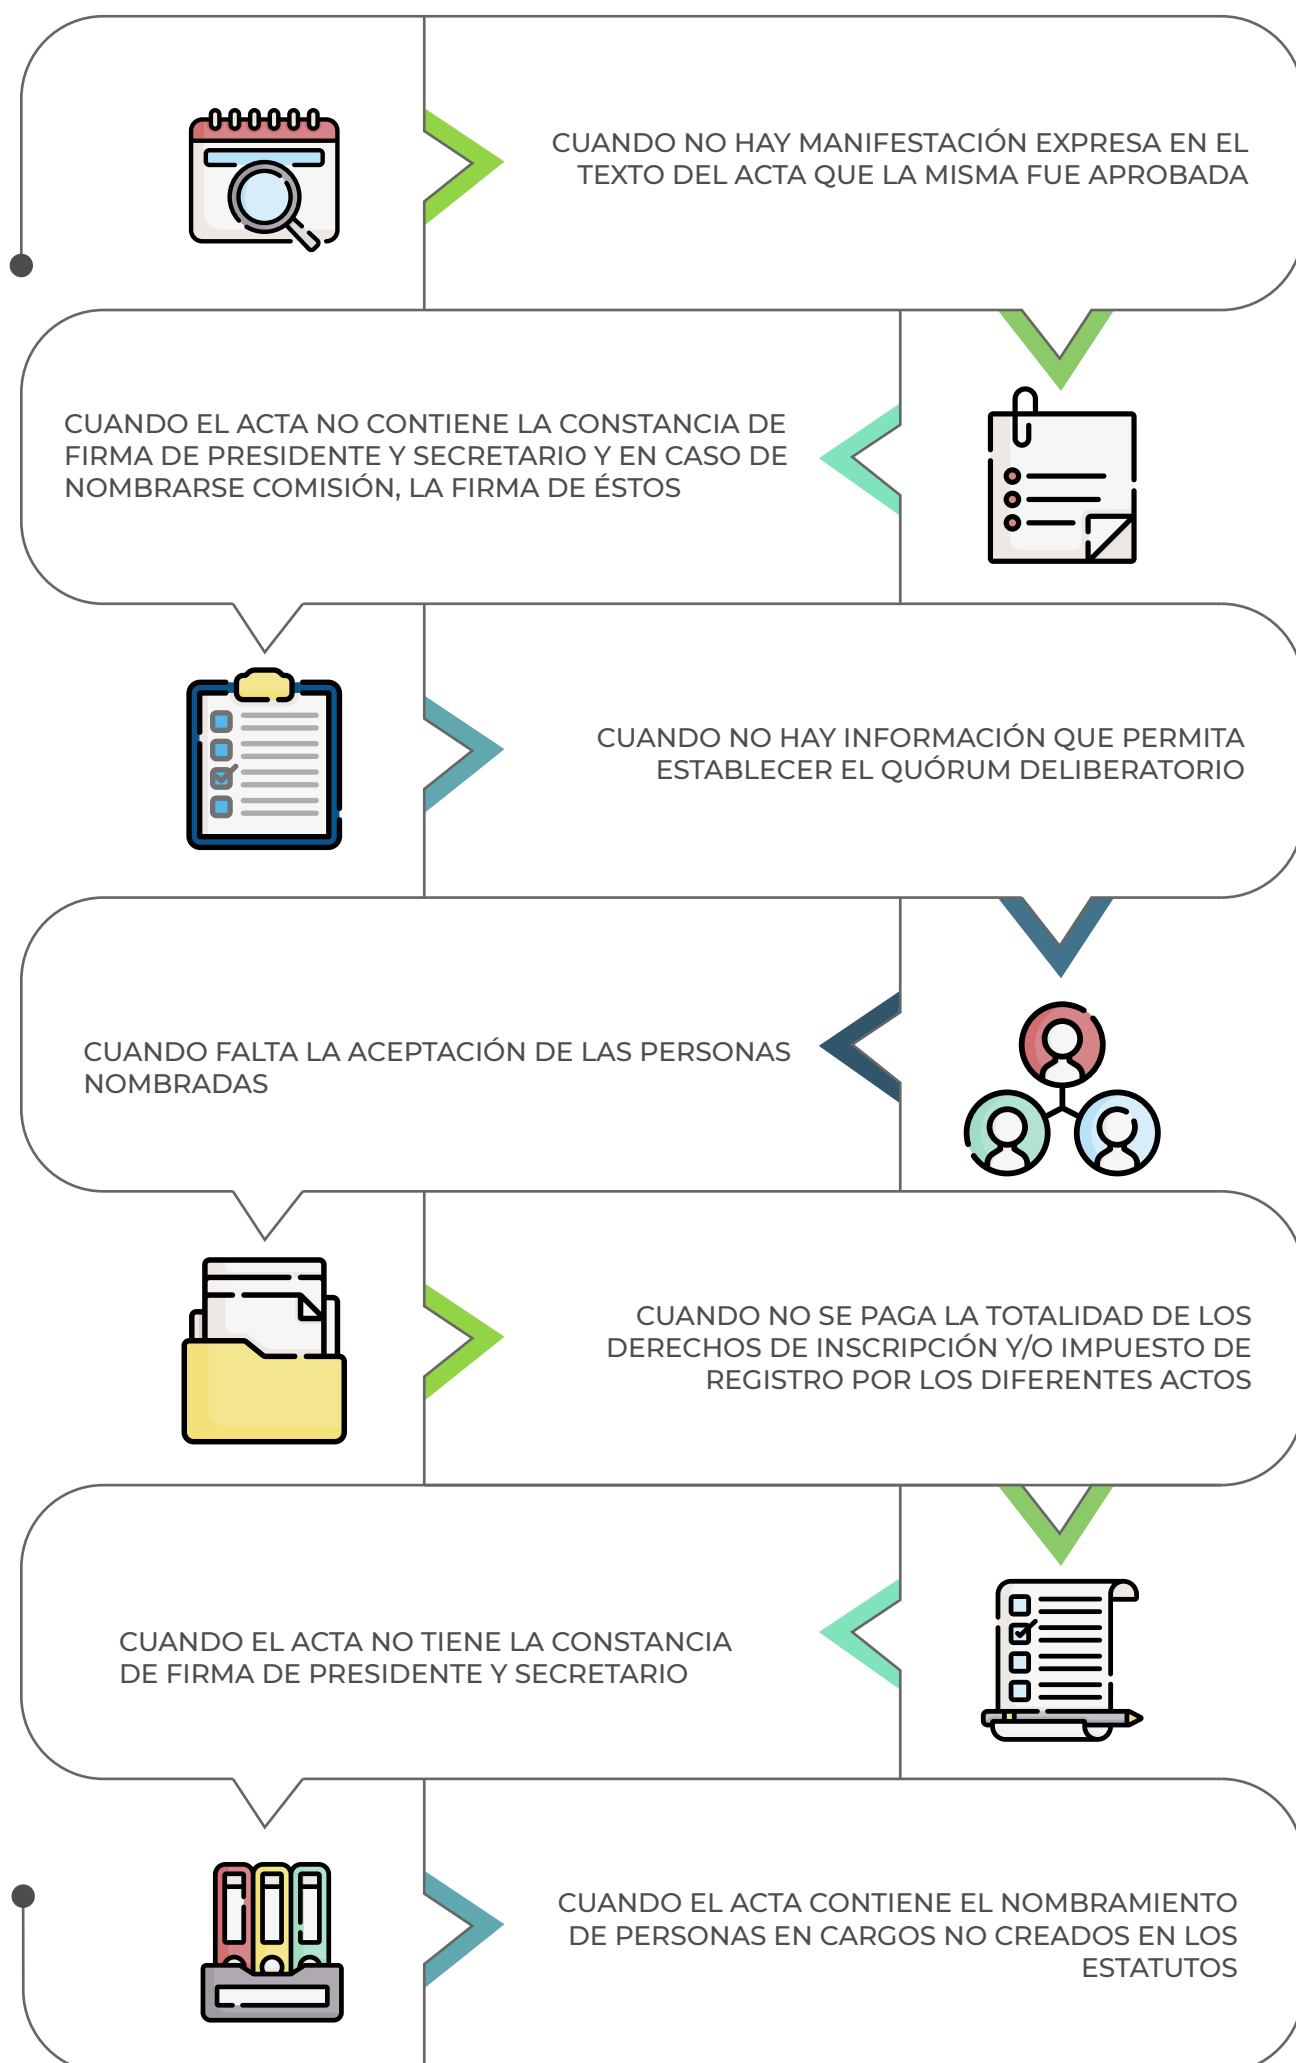 CUANDO NO HAY MANIFESTACIÓN EXPRESA EN EL
TEXTO DEL ACTA QUE LA MISMA FUE APROBADA
CUANDO EL ACTA NO CONTIENE LA CONSTANCIA DE
FIRMA DE PRESIDENTE Y SECRETARIO Y EN CASO DE
NOMBRARSE COMISIÓN, LA FIRMA DE ÉSTOS
CUANDO NO HAY INFORMACIÓN QUE PERMITA
ESTABLECER EL QUÓRUM DELIBERATORIO
CUANDO FALTA LA ACEPTACIÓN DE LAS PERSONAS
NOMBRADAS
CUANDO NO SE PAGA LA TOTALIDAD DE LOS
DERECHOS DE INSCRIPCIÓN Y/O IMPUESTO DE
REGISTRO POR LOS DIFERENTES ACTOS
CUANDO EL ACTA NO TIENE LA CONSTANCIA
DE FIRMA DE PRESIDENTE Y SECRETARIO
CUANDO EL ACTA CONTIENE EL NOMBRAMIENTO
DE PERSONAS EN CARGOS NO CREADOS EN LOS
ESTATUTOS